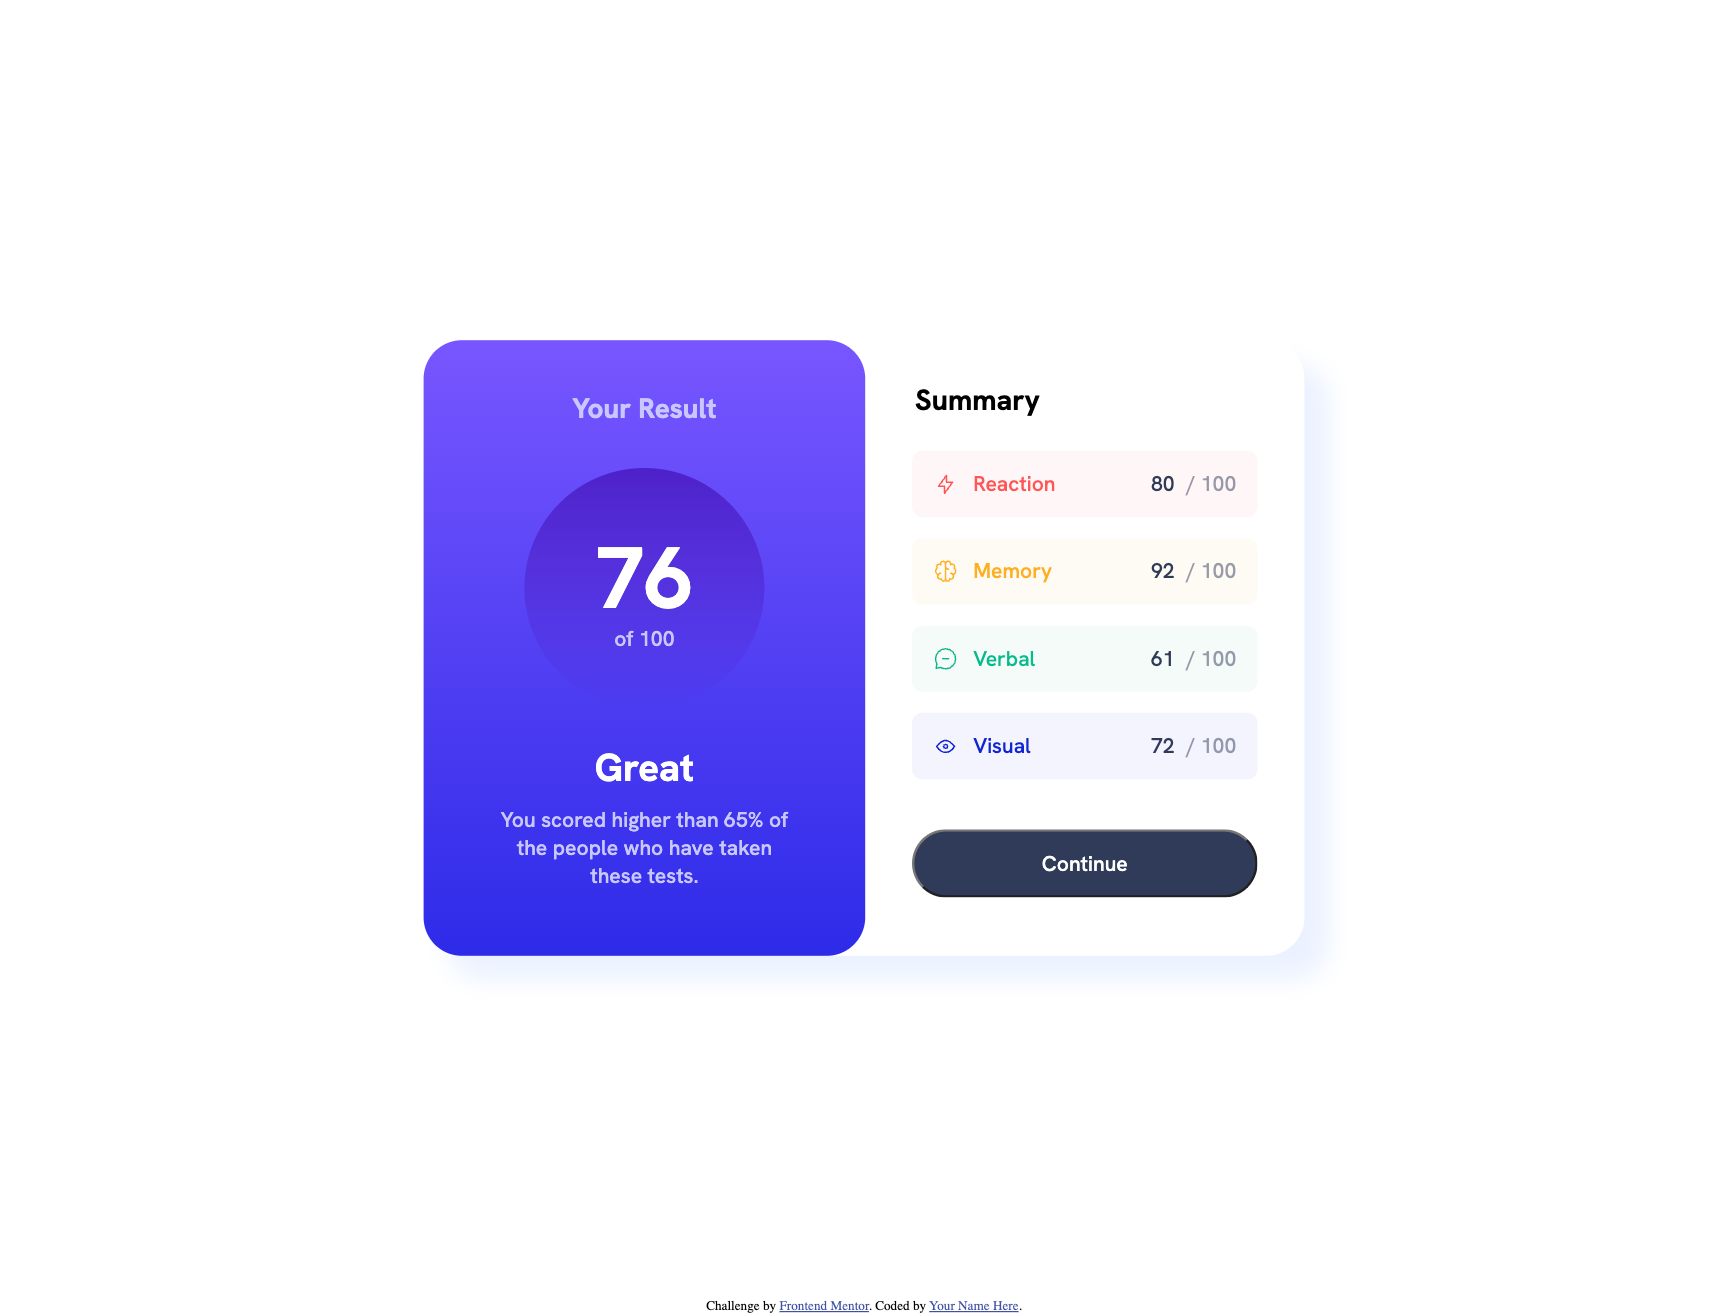 Your Result
76
of 100
Great
You scored higher than 65% of
the people who have taken
these tests.
Summary
Reaction 80 / 100
Memory 92 / 100
Verbal 61 / 100
Visual 72 / 100
Continue
Challenge by Frontend Mentor. Coded by Your Name Here.